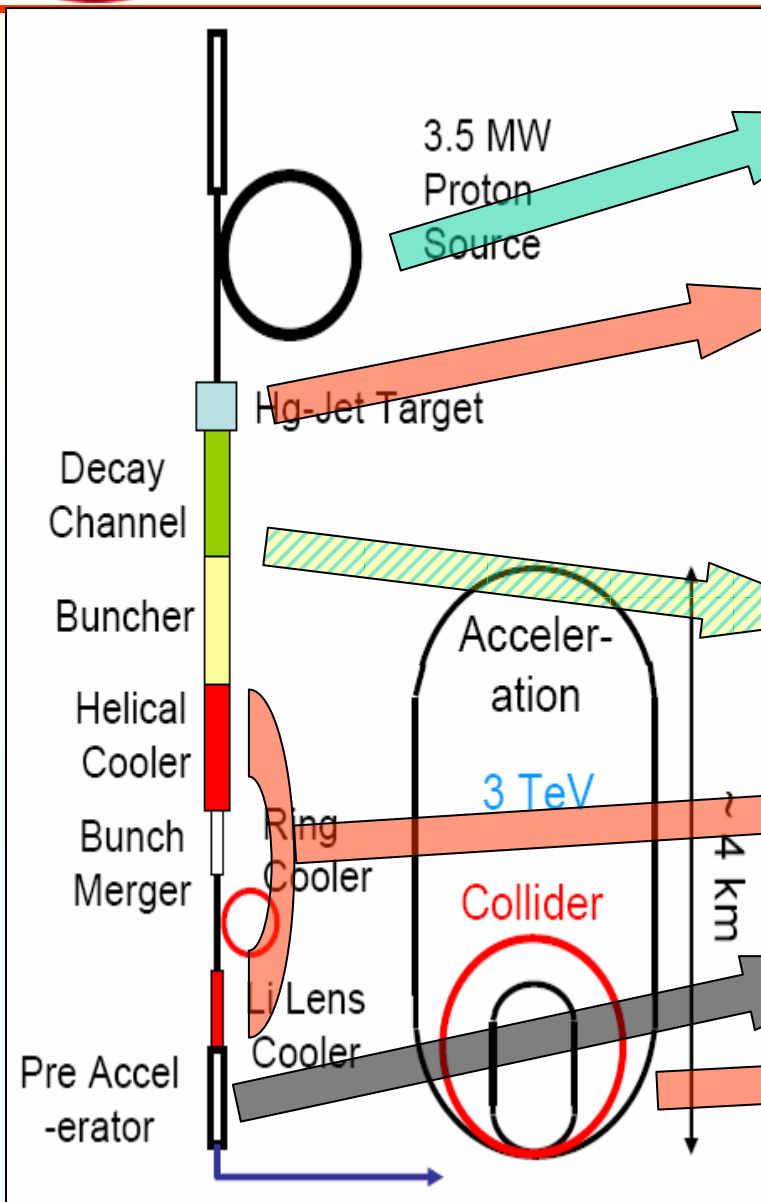 3.5 MW
Proton
Source
Hg-Jet Target
Decay
Channel
Buncher
Helical
Cooler
Bunch
Merger
Ring
Cooler
Li Lens
Cooler
Pre Accel
-erator
Acceler-
ation
3 TeV
Collider
~ 4 km